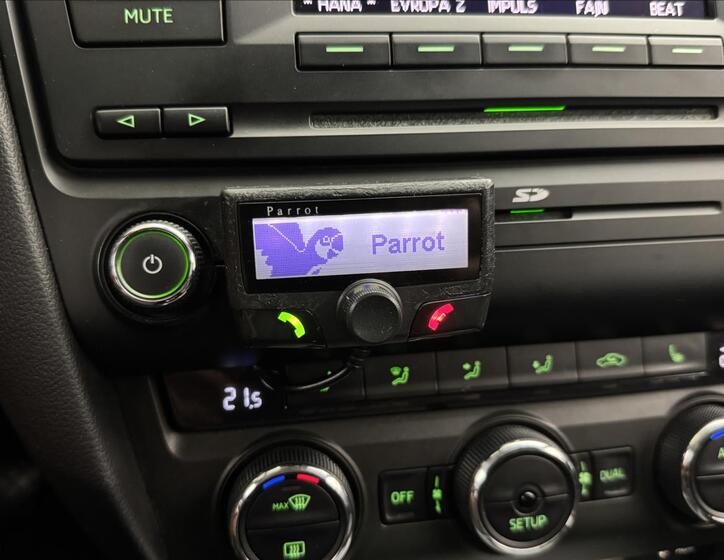 MUTE
* HANA * EVROPA 2 IMPULS FAJN BEAT
SD
Parrot
Parrot
21.5
MAX
OFF
SETUP
DUAL
A